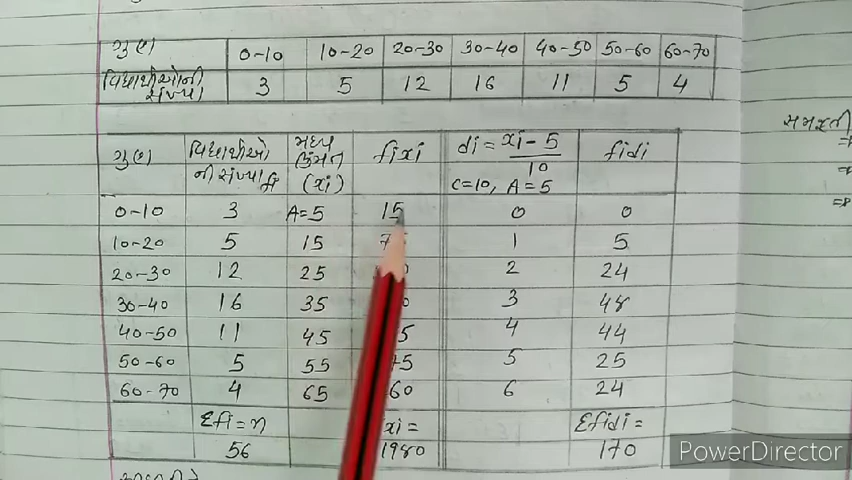 ગુણ 0-10 10-20 20-30 30-40 40-50 50-60 60-70
વિદ્યાર્થીઓની સંખ્યા 3 5 12 16 11 5 4
ગુણ વિદ્યાર્થીઓ ની સંખ્યા fi મધ્ય કિંમત (xi) fixi di = xi-5 / 10 fidi
C=10, A=5
0-10 3 A=5 15 0 0
10-20 5 15 1 5
20-30 12 25 2 24
30-40 16 35 3 48
40-50 11 45 5 4 44
50-60 5 55 75 5 25
60-70 4 65 60 6 24
Σfi=n xi= Σfidi=
56 1980 170
PowerDirector